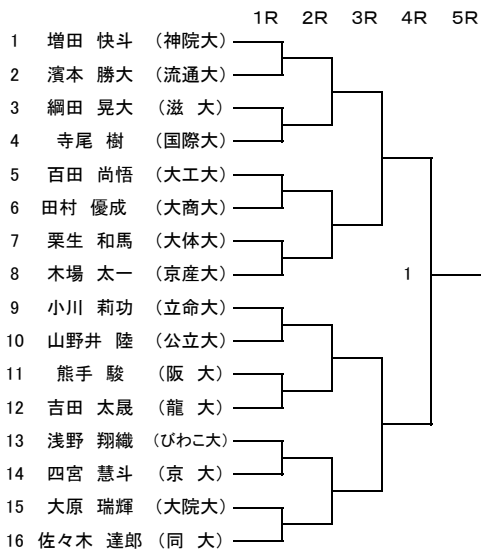 1R 2R 3R 4R 5R
1 増田 快斗 (神院大)
2 濱本 勝大 (流通大)
3 綱田 晃大 (滋 大)
4 寺尾 樹 (国際大)
5 百田 尚悟 (大工大)
6 田村 優成 (大商大)
7 栗生 和馬 (大体大)
8 木場 太一 (京産大) 1
9 小川 莉功 (立命大)
10 山野井 陸 (公立大)
11 熊手 駿 (阪 大)
12 吉田 太晟 (龍 大)
13 浅野 翔織 (びわこ大)
14 四宮 慧斗 (京 大)
15 大原 瑞輝 (大院大)
16 佐々木 達郎 (同 大)